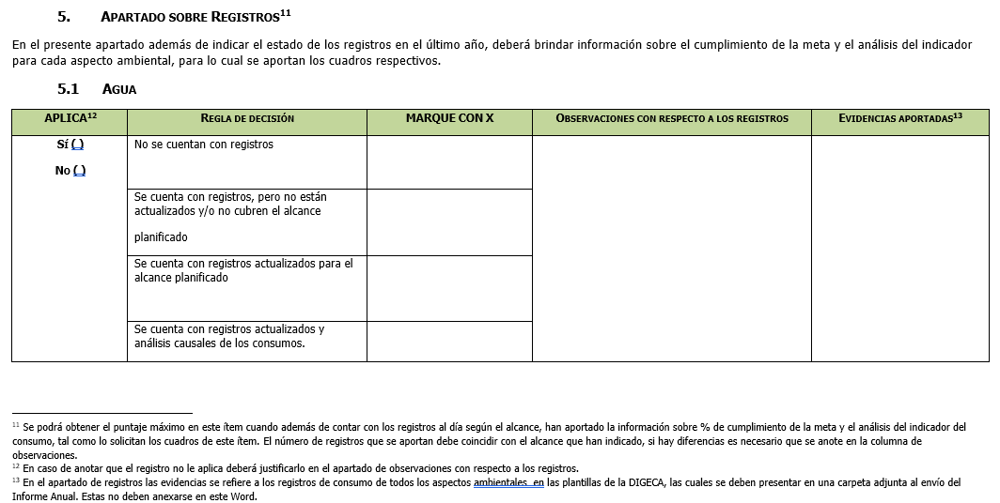 5. APARTADO SOBRE REGISTROS11
En el presente apartado además de indicar el estado de los registros en el último año, deberá brindar información sobre el cumplimiento de la meta y el análisis del indicador
para cada aspecto ambiental, para lo cual se aportan los cuadros respectivos.
5.1 AGUA
APLICA12 REGLA DE DECISIÓN MARQUE CON X OBSERVACIONES CON RESPECTO A LOS REGISTROS EVIDENCIAS APORTADAS13
Sí ( )
No ( )
No se cuentan con registros
Se cuenta con registros, pero no están
actualizados y/o no cubren el alcance
planificado
Se cuenta con registros actualizados para el
alcance planificado
Se cuenta con registros actualizados y
análisis causales de los consumos.
11 Se podrá obtener el puntaje máximo en este ítem cuando además de contar con los registros al día según el alcance, han aportado la información sobre % de cumplimiento de la meta y el análisis del indicador del
consumo, tal como lo solicitan los cuadros de este ítem. El número de registros que se aportan debe coincidir con el alcance que han indicado, si hay diferencias es necesario que se anote en la columna de
observaciones.
12 En caso de anotar que el registro no le aplica deberá justificarlo en el apartado de observaciones con respecto a los registros.
13 En el apartado de registros las evidencias se refiere a los registros de consumo de todos los aspectos ambientales en las plantillas de la DIGECA, las cuales se deben presentar en una carpeta adjunta al envío del
Informe Anual. Estas no deben anexarse en este Word.